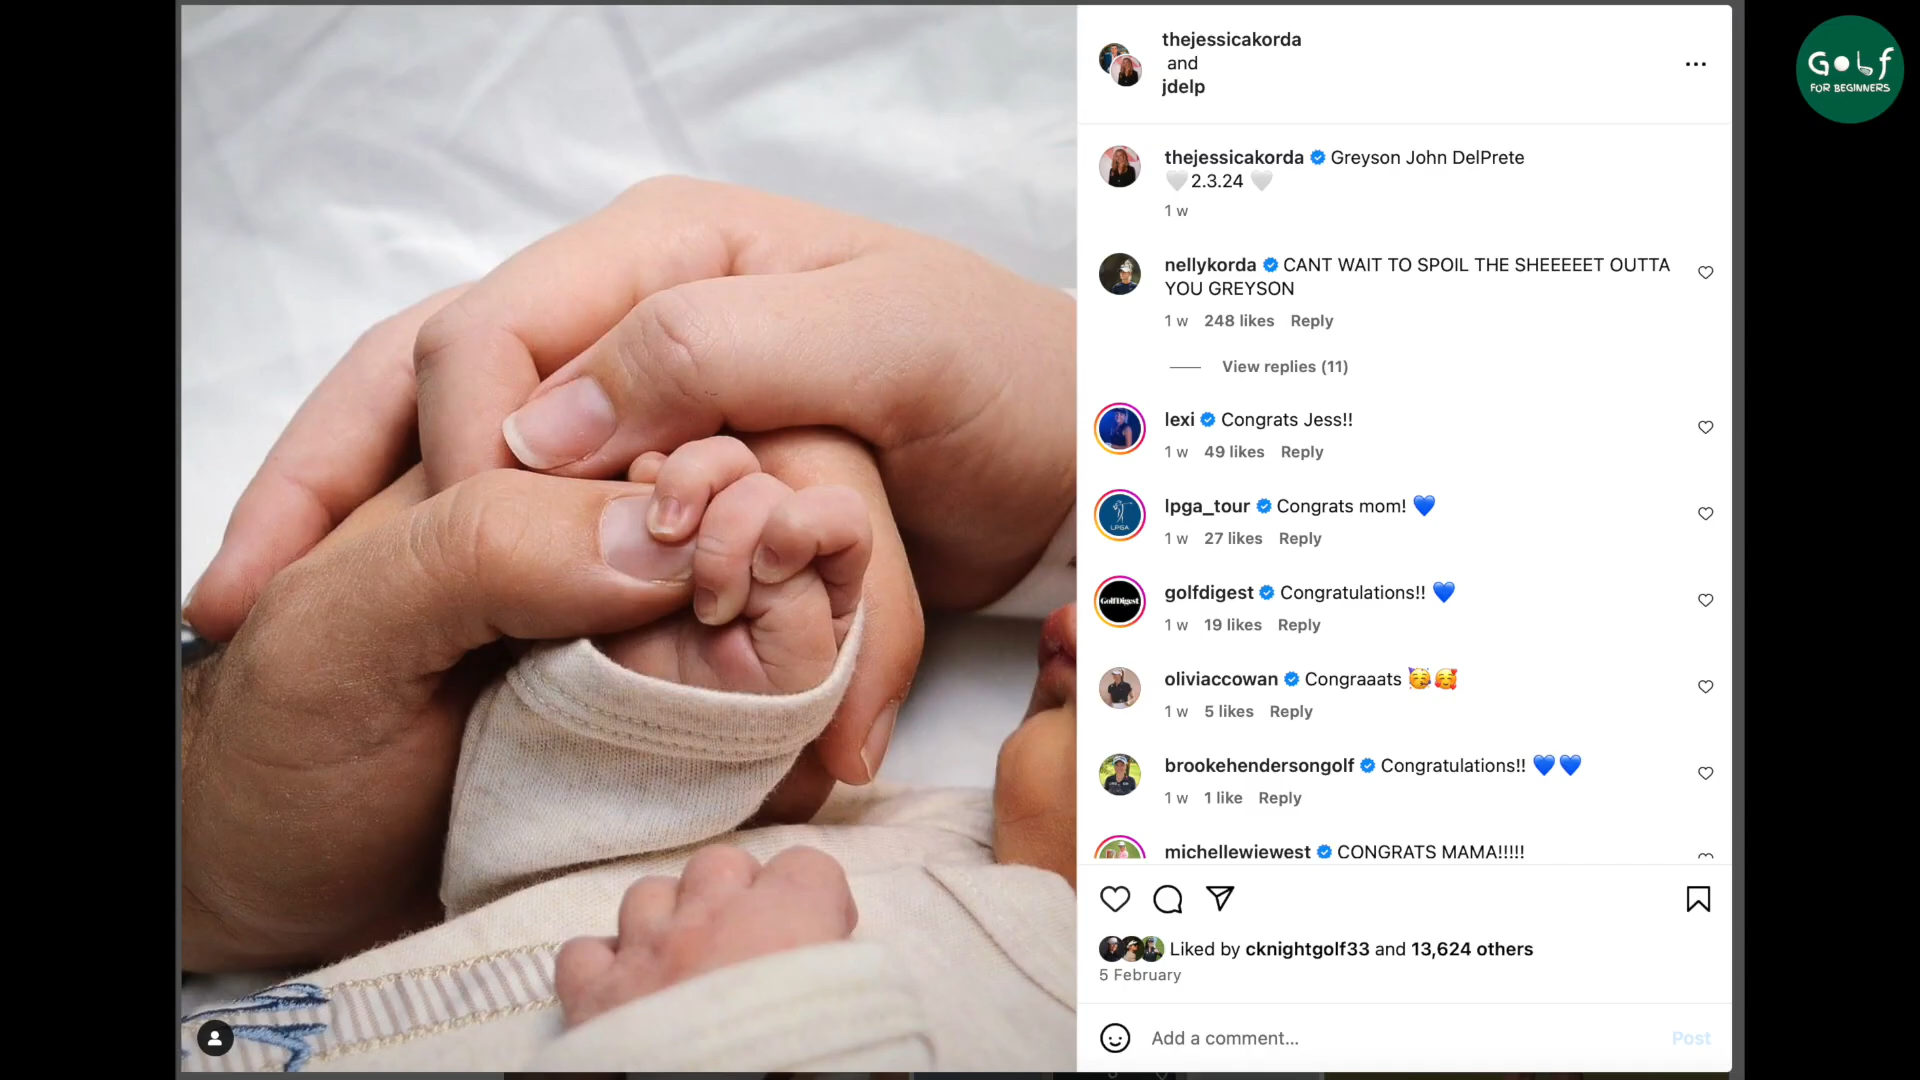 thejessicakorda
and
jdelp
GOLF
FOR BEGINNERS
thejessicakorda Greyson John DelPrete
🤍2.3.24 🤍
1 w
nellykorda CANT WAIT TO SPOIL THE SHEEEEET OUTTA
YOU GREYSON
1 w 248 likes Reply
View replies (11)
lexi Congrats Jess!!
1 w 49 likes Reply
LPGA
lpga_tour Congrats mom! 💙
1 w 27 likes Reply
GolfDigest
golfdigest Congratulations!! 💙
1 w 19 likes Reply
oliviaccowan Congraaats 🥳🥰
1 w 5 likes Reply
brookehendersongolf Congratulations!! 💙💙
1 w 1 like Reply
michellewiewest CONGRATS MAMA!!!!!
Liked by cknightgolf33 and 13,624 others
5 February
Add a comment...
Post